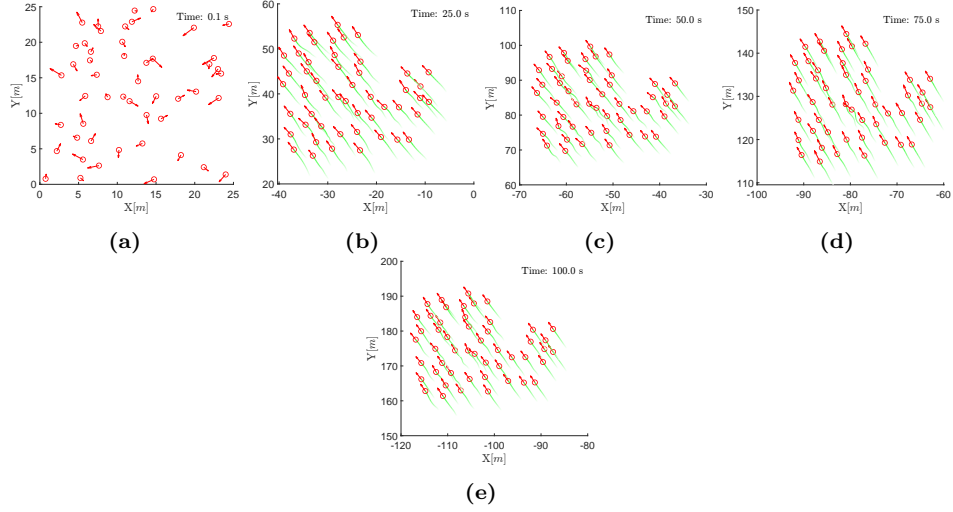 25
20
15
10
5
0
Y[m]
Time: 0.1 s
0 5 10 15 20 25
X[m]
(a)
60
50
40
30
20
Y[m]
Time: 25.0 s
-40 -30 -20 -10 0
X[m]
(b)
110
100
90
80
70
60
Y[m]
Time: 50.0 s
-70 -60 -50 -40 -30
X[m]
(c)
150
140
130
120
110
Y[m]
Time: 75.0 s
-100 -90 -80 -70 -60
X[m]
(d)
200
190
180
170
160
150
Y[m]
Time: 100.0 s
-120 -110 -100 -90 -80
X[m]
(e)